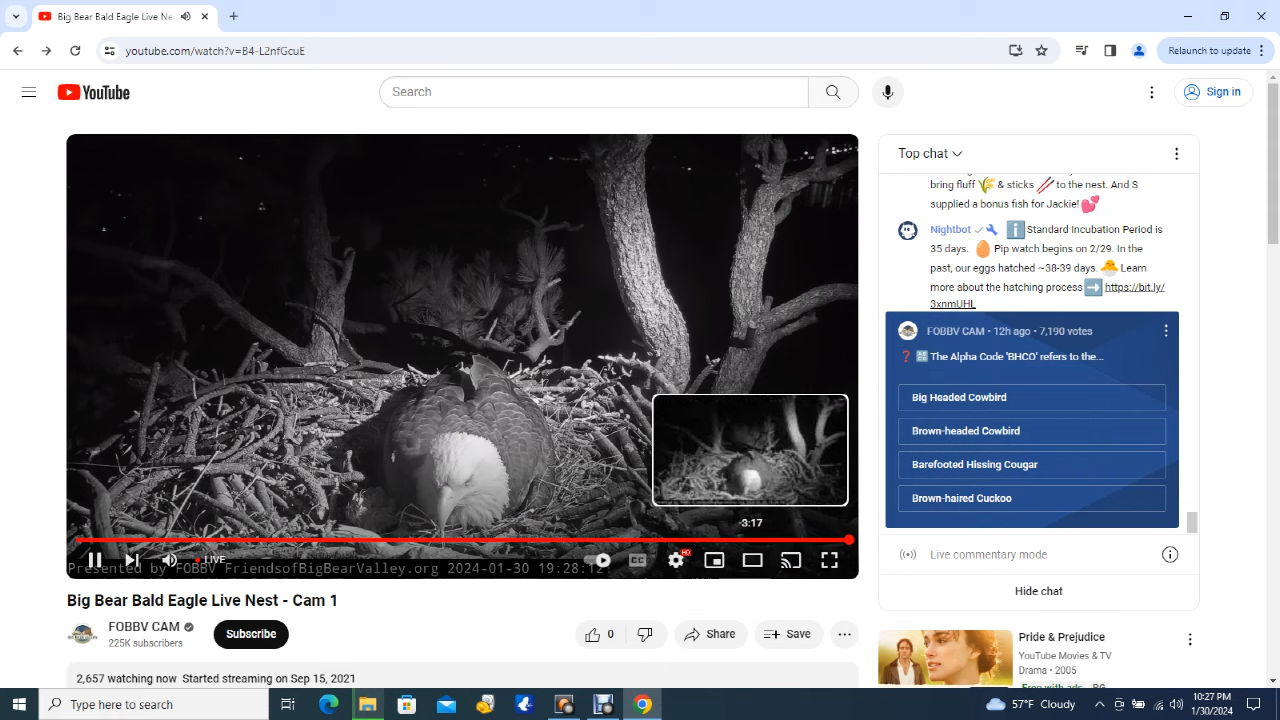 Big Bear Bald Eagle Live Ne
youtube.com/watch?v=B4-L2nfGcuE
Relaunch to update
YouTube
Search
Sign in
Top chat
bring fluff 🌾 & sticks 🥢 to the nest. And S
supplied a bonus fish for Jackie! 💕
Nightbot ✓ 🔧 ℹ️ Standard Incubation Period is
35 days. 🥚 Pip watch begins on 2/29. In the
past, our eggs hatched ~38-39 days. 🐣 Learn
more about the hatching process ➡️ https://bit.ly/
3xnmUHL
FOBBV CAM • 12h ago • 7,190 votes
❓ 🔠 The Alpha Code 'BHCO' refers to the...
Big Headed Cowbird
Brown-headed Cowbird
Barefooted Hissing Cougar
Brown-haired Cuckoo
Live commentary mode
Hide chat
-3:17
LIVE
CC
HD
Presented by FOBBV FriendsofBigBearValley.org 2024-01-30 19:28:12
Big Bear Bald Eagle Live Nest - Cam 1
FOBBV CAM
225K subscribers
Subscribe
0
Share
Save
2,657 watching now Started streaming on Sep 15, 2021
Pride & Prejudice
YouTube Movies & TV
Drama • 2005
Free with ads PG
Type here to search
57°F Cloudy
10:27 PM
1/30/2024